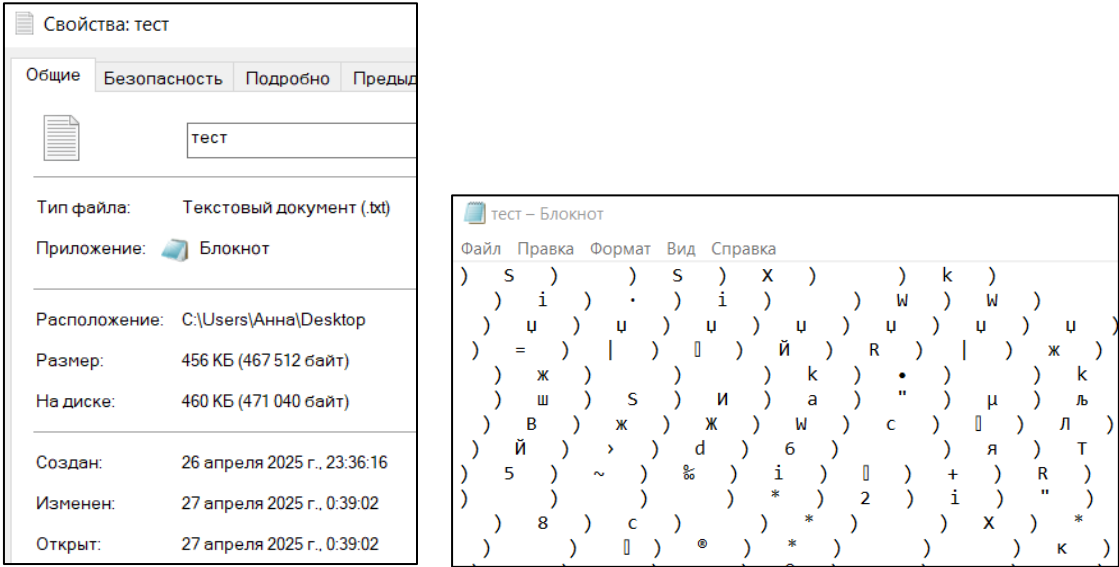 Свойства: тест
Общие Безопасность Подробно Предыд
тест
Тип файла: Текстовый документ (.txt)
Приложение: Блокнот
Расположение: C:\Users\Анна\Desktop
Размер: 456 КБ (467 512 байт)
На диске: 460 КБ (471 040 байт)
Создан: 26 апреля 2025 г., 23:36:16
Изменен: 27 апреля 2025 г., 0:39:02
Открыт: 27 апреля 2025 г., 0:39:02
тест – Блокнот
Файл Правка Формат Вид Справка
) S ) ) S ) X ) ) k )
) i ) · ) i ) ) W ) W )
) џ ) џ ) џ ) џ ) џ ) џ ) џ
) = ) | ) ) Й ) R ) | ) ж )
) ж ) ) ) k ) • ) ) k
) ш ) S ) И ) a ) " ) µ ) љ
) В ) ж ) Ж ) W ) с ) ) Л )
) Й ) › ) d ) 6 ) ) я ) Т
) 5 ) ~ ) ‰ ) i ) ) + ) R )
) ) ) ) * ) 2 ) i ) " )
) 8 ) c ) ) * ) ) X ) *
) ) ) ® ) * ) ) ) к )